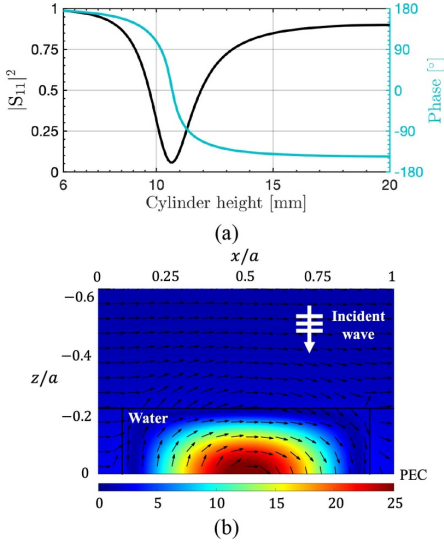 1
0.75
0.5
0.25
0
|S₁₁|²
180
90
0
-90
-180
Phase [°]
6
10
15
20
Cylinder height [mm]
(a)
x/a
0
0.25
0.5
0.75
1
−0.6
−0.4
−0.2
0
z/a
Incident
wave
Water
PEC
0
5
10
15
20
25
(b)